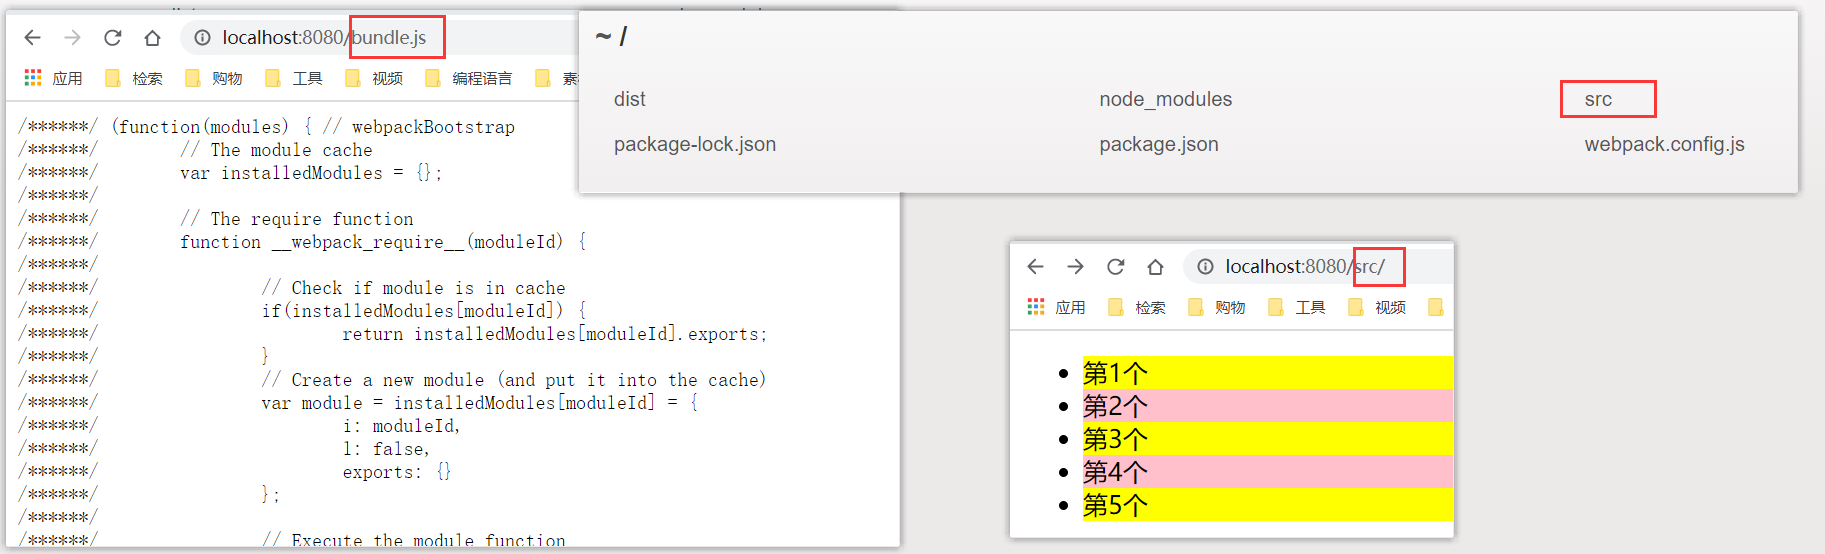 localhost:8080/bundle.js
应用 检索 购物 工具 视频 编程语言
/******/ (function(modules) { // webpackBootstrap
/******/ // The module cache
/******/ var installedModules = {};
/******/
/******/ // The require function
/******/ function __webpack_require__(moduleId) {
/******/
/******/ // Check if module is in cache
/******/ if(installedModules[moduleId]) {
/******/ return installedModules[moduleId].exports;
/******/ }
/******/ // Create a new module (and put it into the cache)
/******/ var module = installedModules[moduleId] = {
/******/ i: moduleId,
/******/ l: false,
/******/ exports: {}
/******/ };
/******/
/******/ // Execute the module function
~ /
dist node_modules src
package-lock.json package.json webpack.config.js
localhost:8080/src/
应用 检索 购物 工具 视频
第1个
第2个
第3个
第4个
第5个